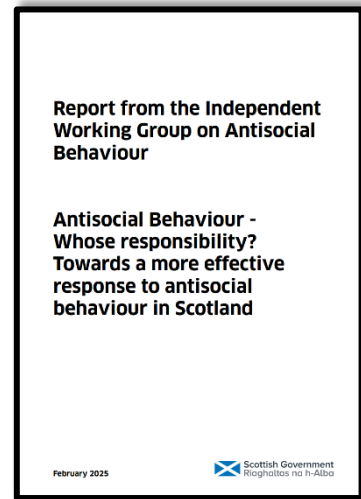 Report from the Independent
Working Group on Antisocial
Behaviour
Antisocial Behaviour -
Whose responsibility?
Towards a more effective
response to antisocial
behaviour in Scotland
February 2025
Scottish Government
Riaghaltas na h-Alba